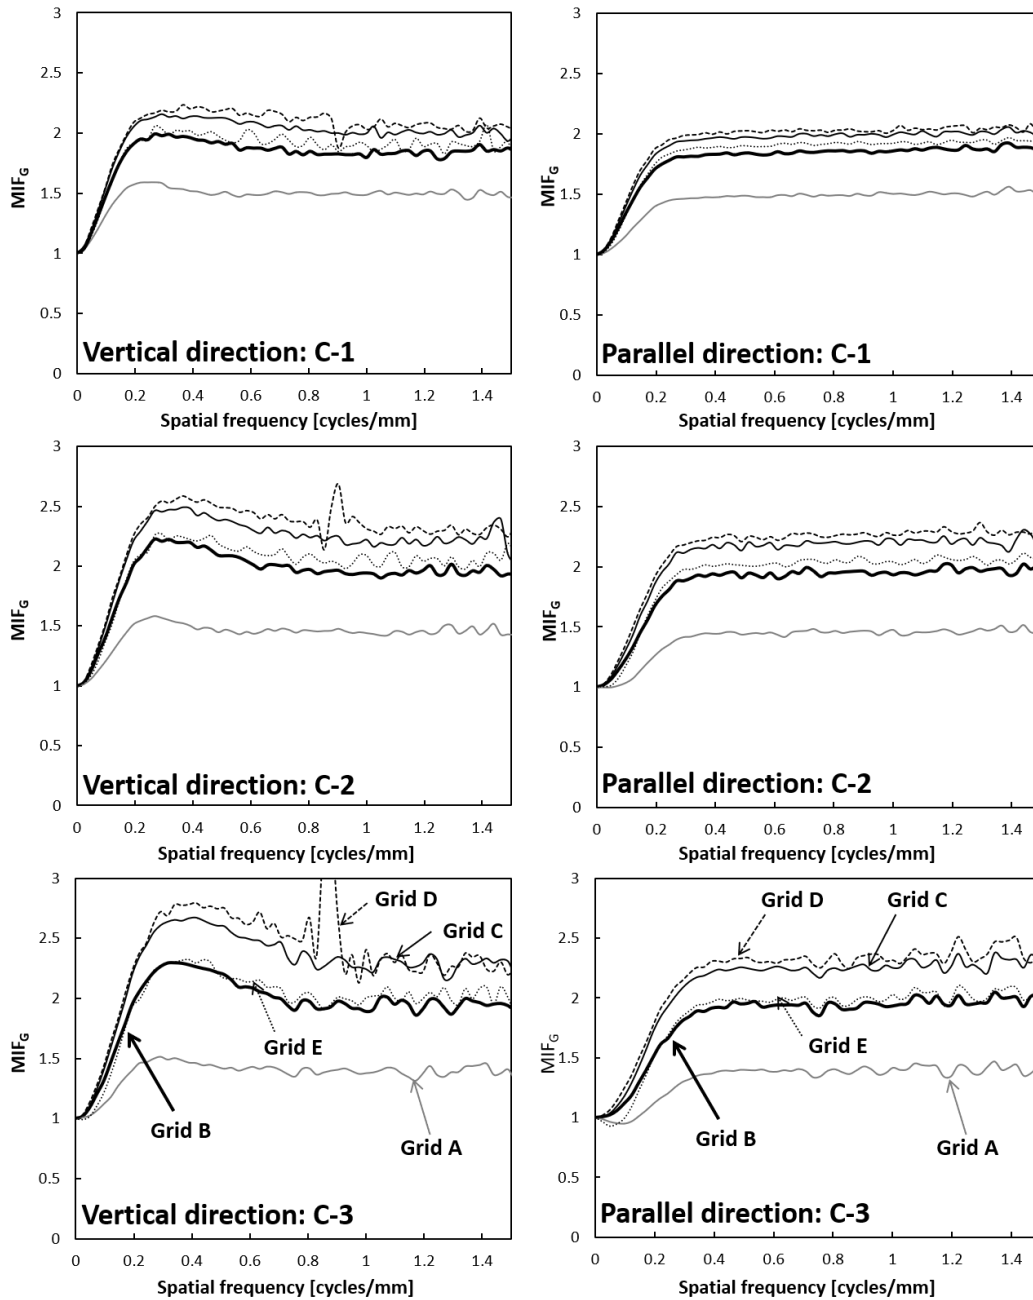 3
2.5
2
1.5
1
0.5
0
MIF_G
Vertical direction: C-1
0 0.2 0.4 0.6 0.8 1 1.2 1.4
Spatial frequency [cycles/mm]
3
2.5
2
1.5
1
0.5
0
MIF_G
Parallel direction: C-1
0 0.2 0.4 0.6 0.8 1 1.2 1.4
Spatial frequency [cycles/mm]
3
2.5
2
1.5
1
0.5
0
MIF_G
Vertical direction: C-2
0 0.2 0.4 0.6 0.8 1 1.2 1.4
Spatial frequency [cycles/mm]
3
2.5
2
1.5
1
0.5
0
MIF_G
Parallel direction: C-2
0 0.2 0.4 0.6 0.8 1 1.2 1.4
Spatial frequency [cycles/mm]
3
2.5
2
1.5
1
0.5
0
MIF_G
Grid D
Grid C
Grid E
Grid B
Grid A
Vertical direction: C-3
0 0.2 0.4 0.6 0.8 1 1.2 1.4
Spatial frequency [cycles/mm]
3
2.5
2
1.5
1
0.5
0
MIF_G
Grid D
Grid C
Grid E
Grid B
Grid A
Parallel direction: C-3
0 0.2 0.4 0.6 0.8 1 1.2 1.4
Spatial frequency [cycles/mm]